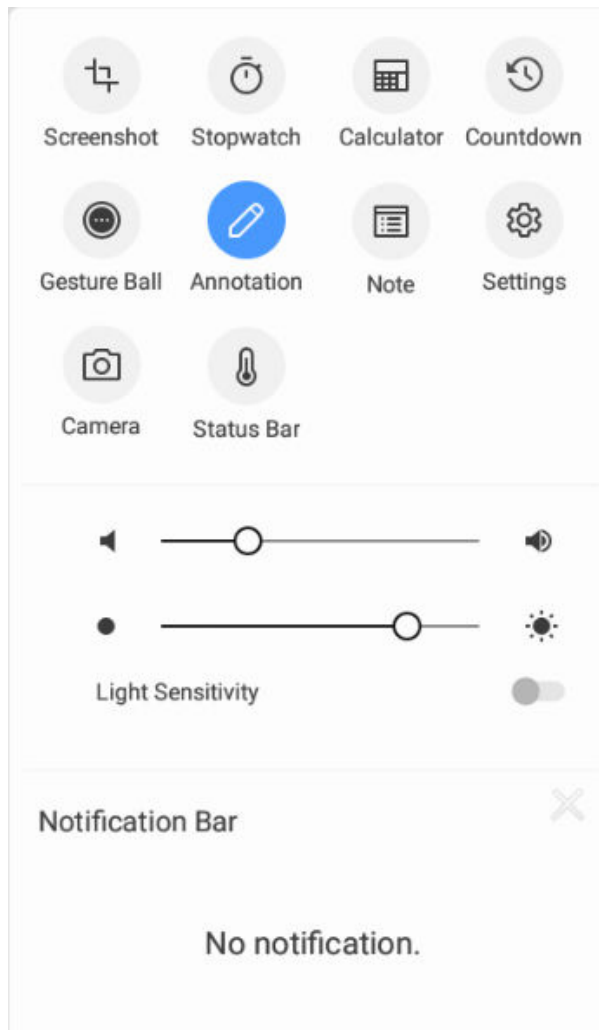 Screenshot Stopwatch Calculator Countdown
Gesture Ball Annotation Note Settings
Camera Status Bar
Light Sensitivity
Notification Bar
No notification.